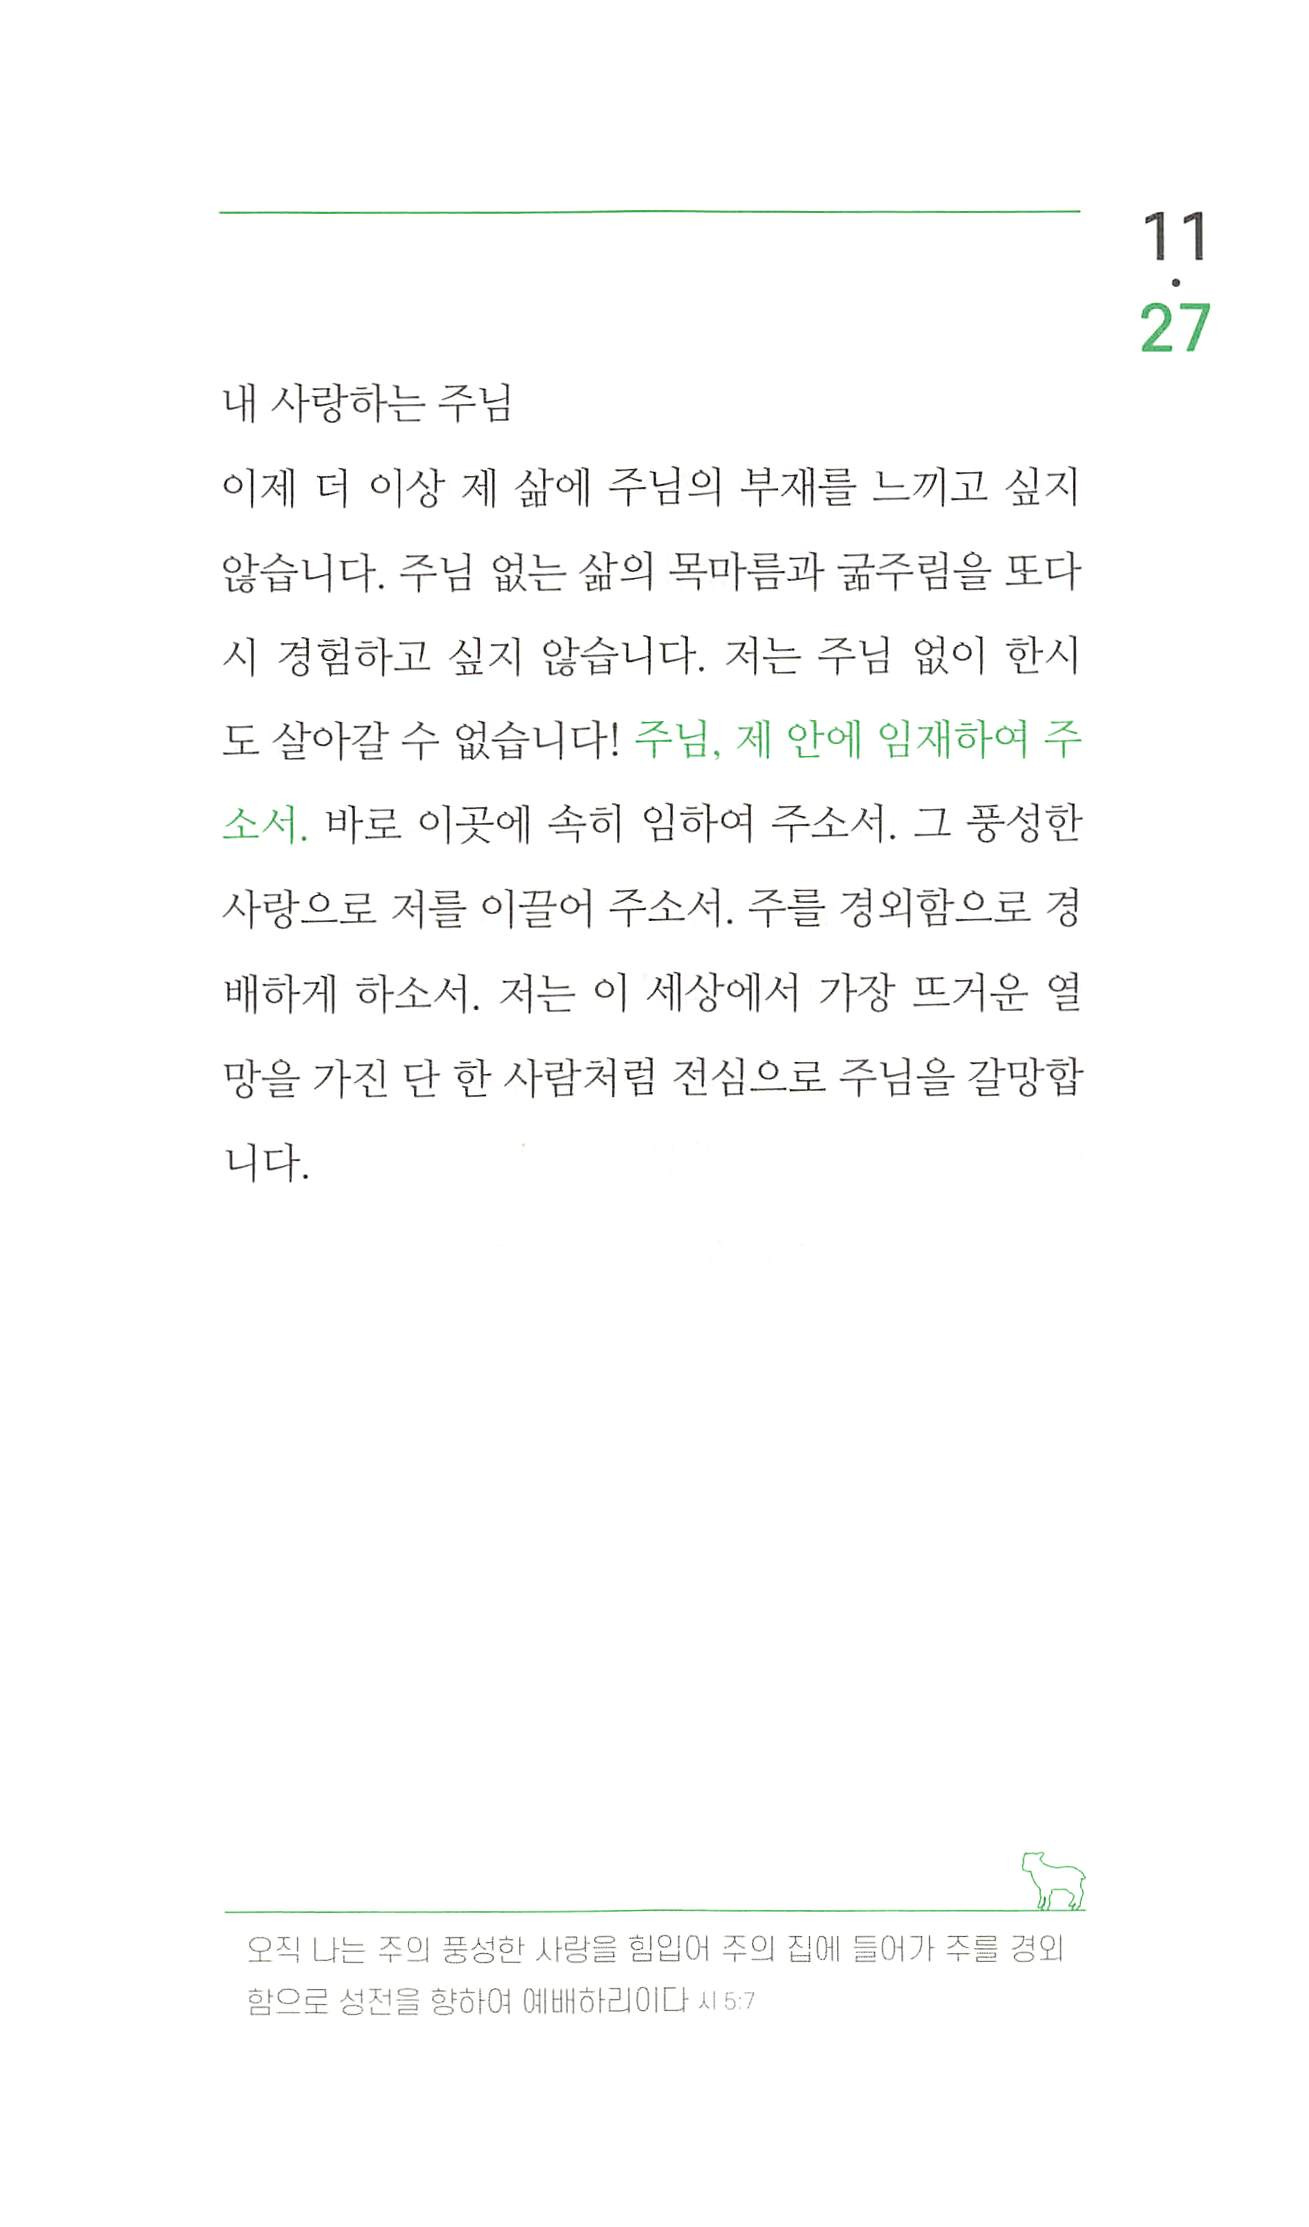 11
·
27
내 사랑하는 주님
이제 더 이상 제 삶에 주님의 부재를 느끼고 싶지
않습니다. 주님 없는 삶의 목마름과 굶주림을 또다
시 경험하고 싶지 않습니다. 저는 주님 없이 한시
도 살아갈 수 없습니다! 주님, 제 안에 임재하여 주
소서. 바로 이곳에 속히 임하여 주소서. 그 풍성한
사랑으로 저를 이끌어 주소서. 주를 경외함으로 경
배하게 하소서. 저는 이 세상에서 가장 뜨거운 열
망을 가진 단 한 사람처럼 전심으로 주님을 갈망합
니다.
오직 나는 주의 풍성한 사랑을 힘입어 주의 집에 들어가 주를 경외
함으로 성전을 향하여 예배하리이다 시 5:7